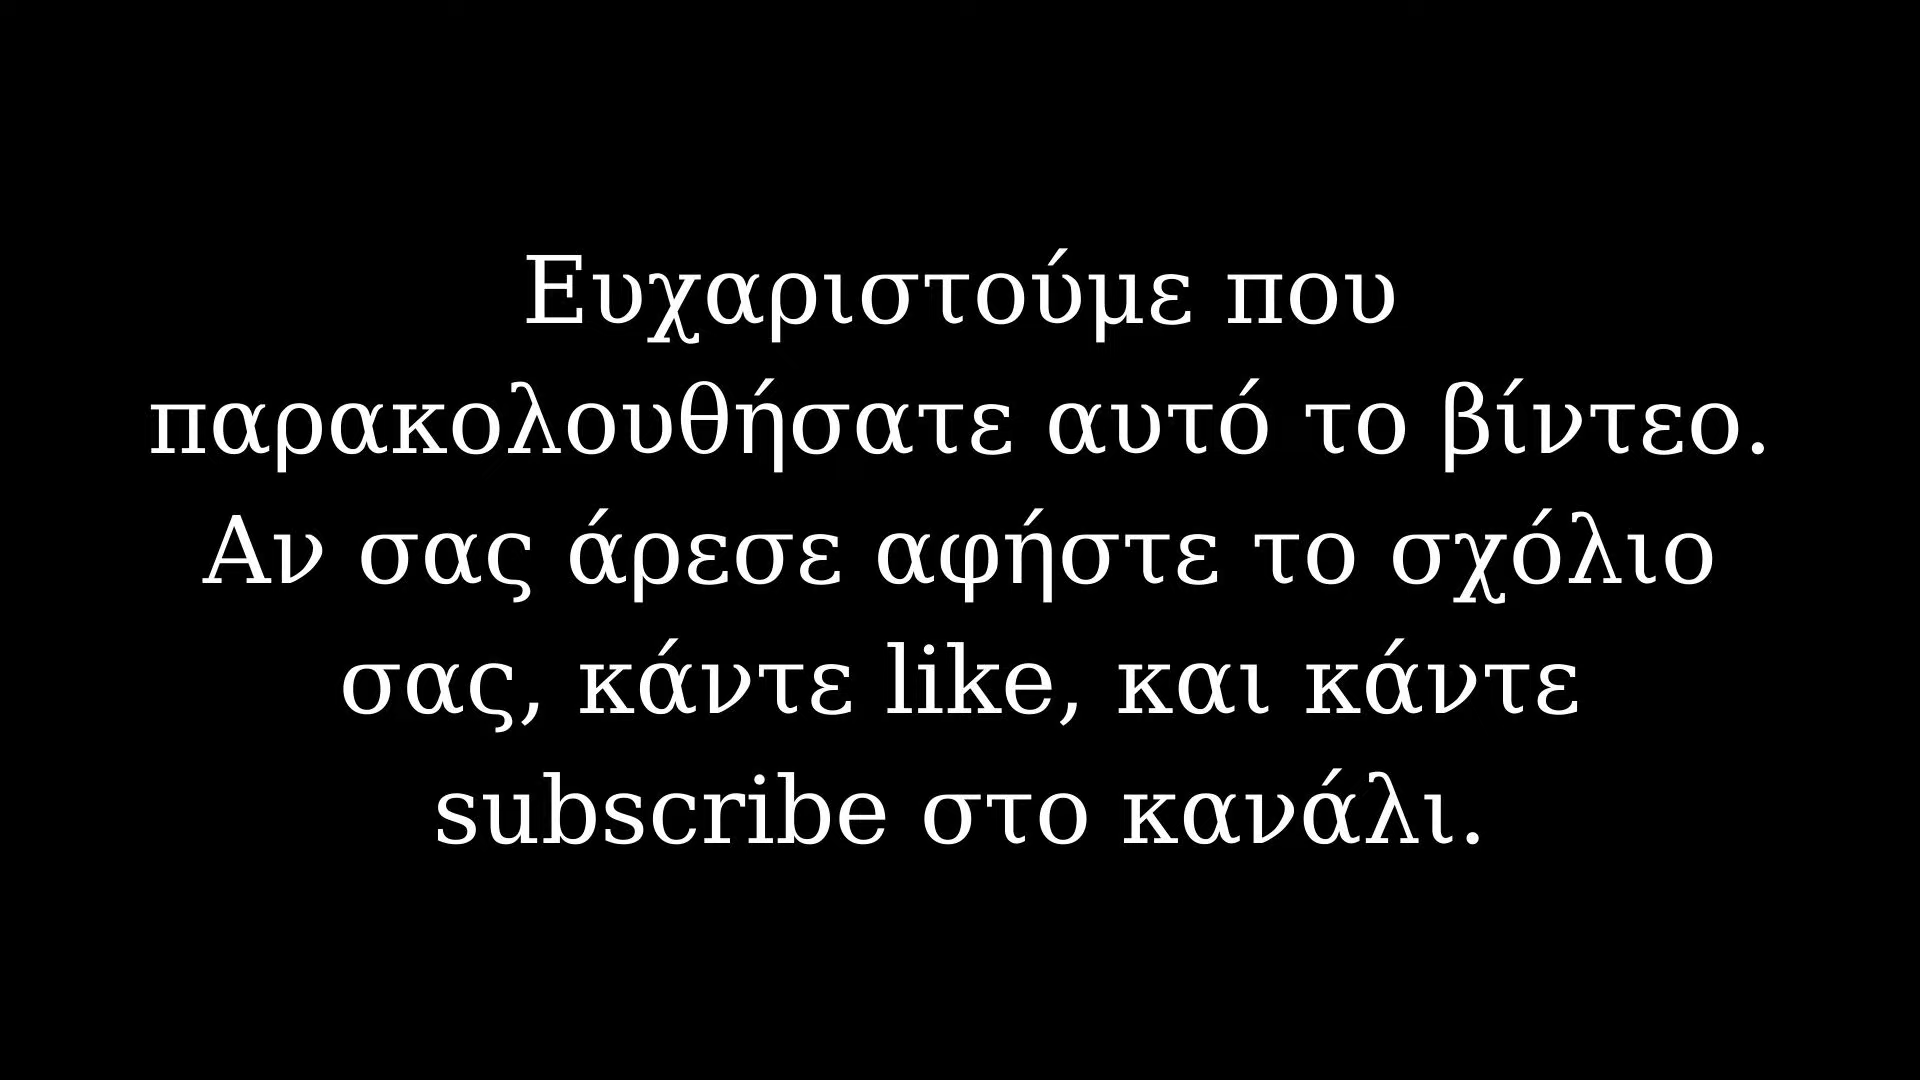 Ευχαριστούμε που
παρακολουθήσατε αυτό το βίντεο.
Αν σας άρεσε αφήστε το σχόλιο
σας, κάντε like, και κάντε
subscribe στο κανάλι.